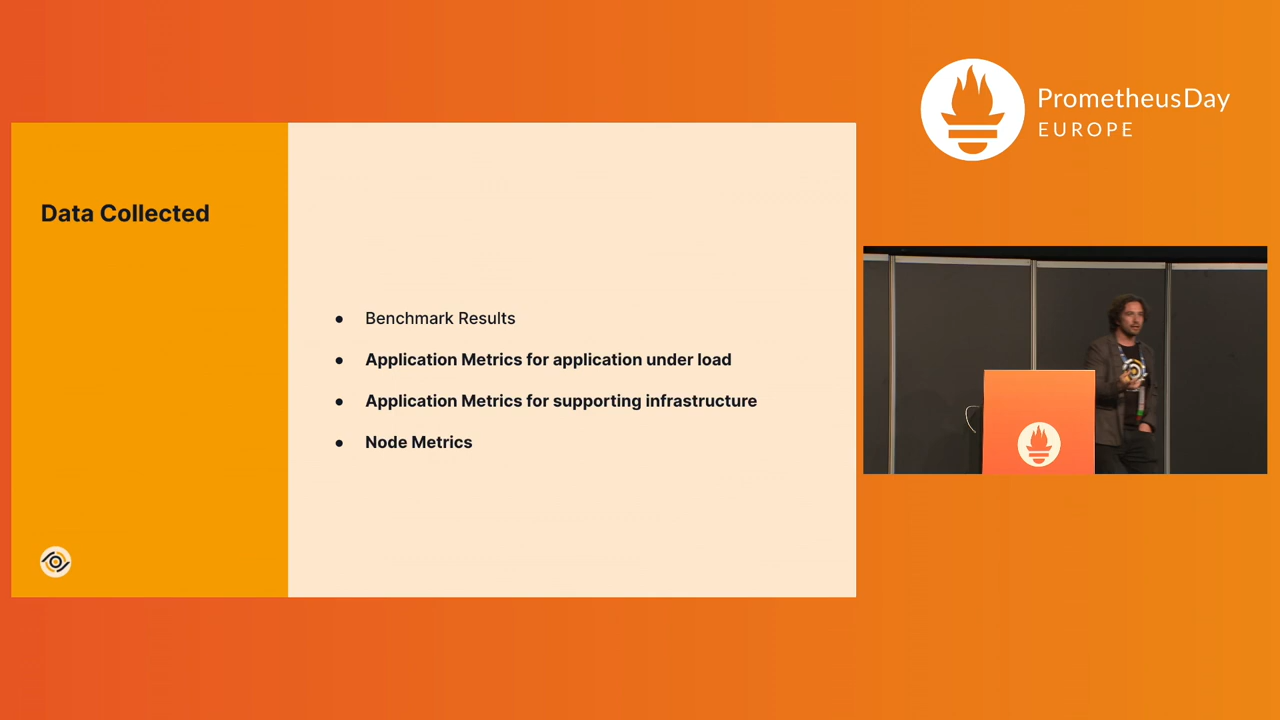 PrometheusDay
EUROPE
Data Collected
Benchmark Results
Application Metrics for application under load
Application Metrics for supporting infrastructure
Node Metrics